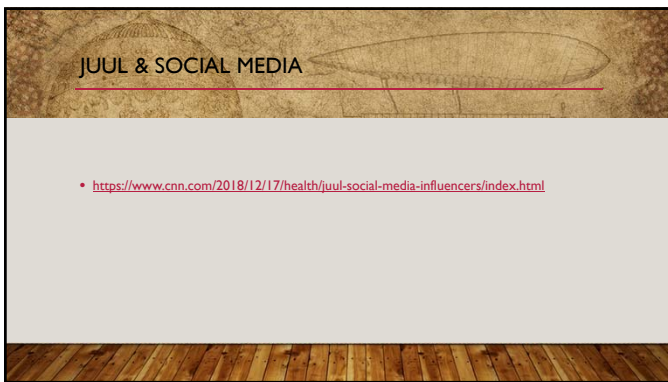 JUUL & SOCIAL MEDIA
• https://www.cnn.com/2018/12/17/health/juul-social-media-influencers/index.html